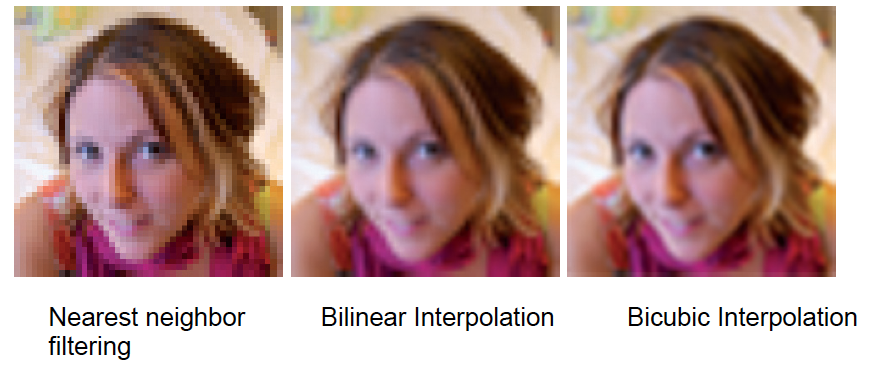 Nearest neighbor
filtering
Bilinear Interpolation
Bicubic Interpolation